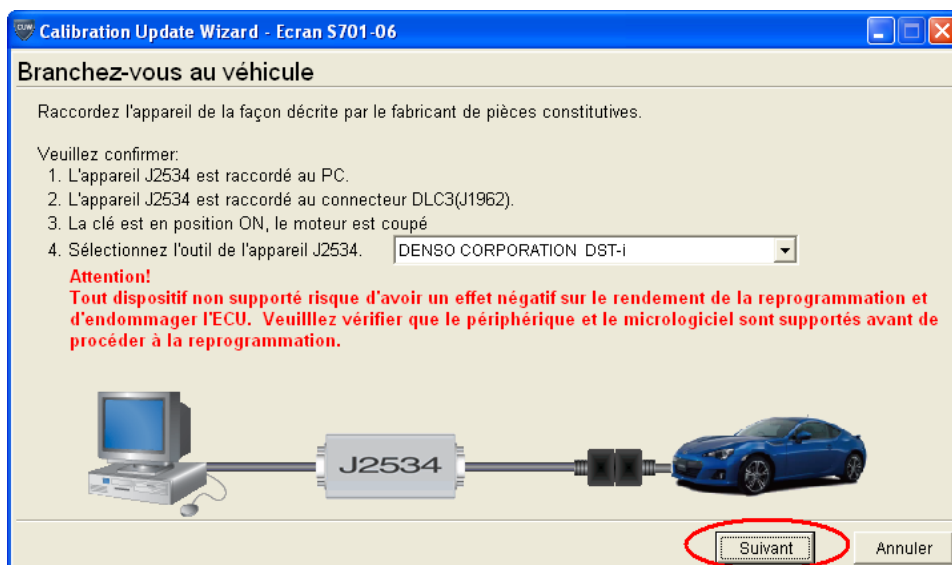 CUW Calibration Update Wizard - Ecran S701-06
Branchez-vous au véhicule
Raccordez l'appareil de la façon décrite par le fabricant de pièces constitutives.
Veuillez confirmer:
1. L'appareil J2534 est raccordé au PC.
2. L'appareil J2534 est raccordé au connecteur DLC3(J1962).
3. La clé est en position ON, le moteur est coupé
4. Sélectionnez l'outil de l'appareil J2534. DENSO CORPORATION DST-i
Attention!
Tout dispositif non supporté risque d'avoir un effet négatif sur le rendement de la reprogrammation et
d'endommager l'ECU. Veuilllez vérifier que le périphérique et le micrologiciel sont supportés avant de
procéder à la reprogrammation.
J2534
Suivant Annuler